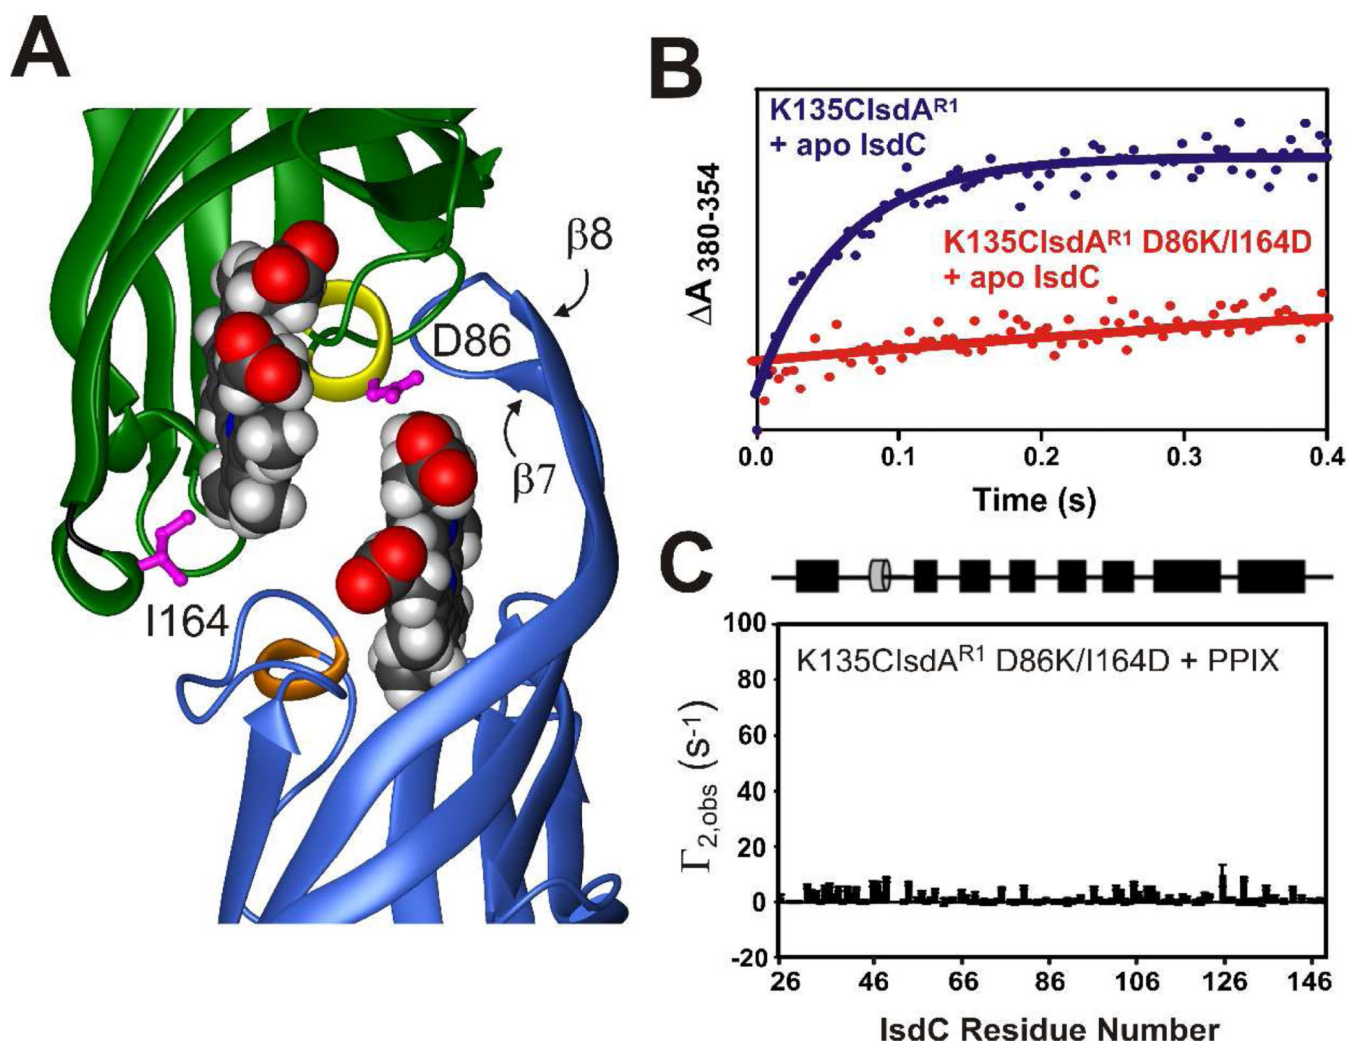 A
β8
D86
β7
I164
B
K135CIsdAR1
+ apo IsdC
K135CIsdAR1 D86K/I164D
+ apo IsdC
ΔA380-354
0.0 0.1 0.2 0.3 0.4
Time (s)
C
K135CIsdAR1 D86K/I164D + PPIX
Γ2,obs (s-1)
100
80
60
40
20
0
-20
26 46 66 86 106 126 146
IsdC Residue Number